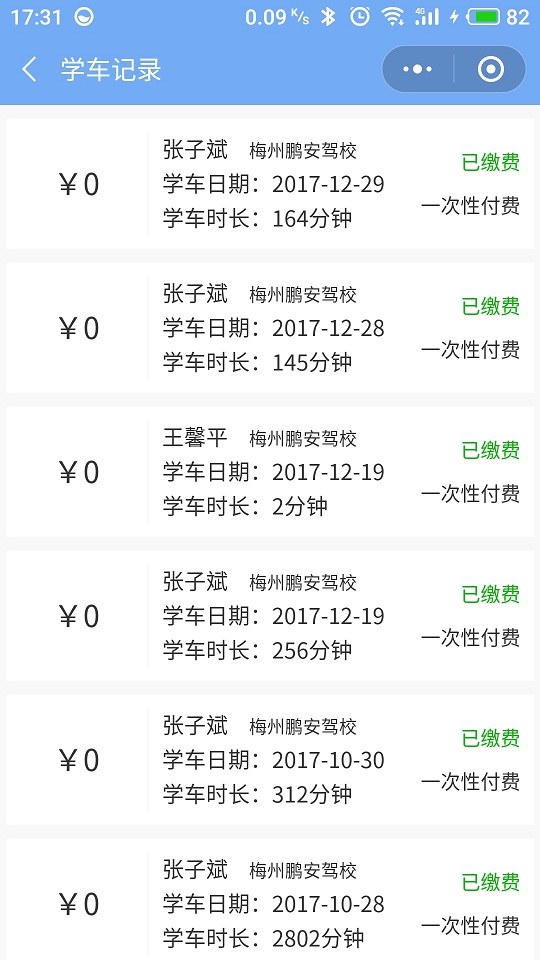 17:31 0.09 K/s 4G 82
学车记录
¥0
张子斌 梅州鹏安驾校
学车日期：2017-12-29
学车时长：164分钟
已缴费
一次性付费
¥0
张子斌 梅州鹏安驾校
学车日期：2017-12-28
学车时长：145分钟
已缴费
一次性付费
¥0
王馨平 梅州鹏安驾校
学车日期：2017-12-19
学车时长：2分钟
已缴费
一次性付费
¥0
张子斌 梅州鹏安驾校
学车日期：2017-12-19
学车时长：256分钟
已缴费
一次性付费
¥0
张子斌 梅州鹏安驾校
学车日期：2017-10-30
学车时长：312分钟
已缴费
一次性付费
¥0
张子斌 梅州鹏安驾校
学车日期：2017-10-28
学车时长：2802分钟
已缴费
一次性付费